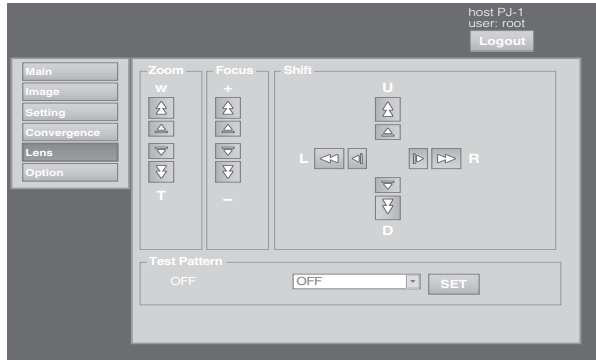 host PJ-1
user: root
Logout
Main
Image
Setting
Convergence
Lens
Option
Zoom
W
T
Focus
+
–
Shift
U
L
R
D
Test Pattern
OFF
OFF
SET